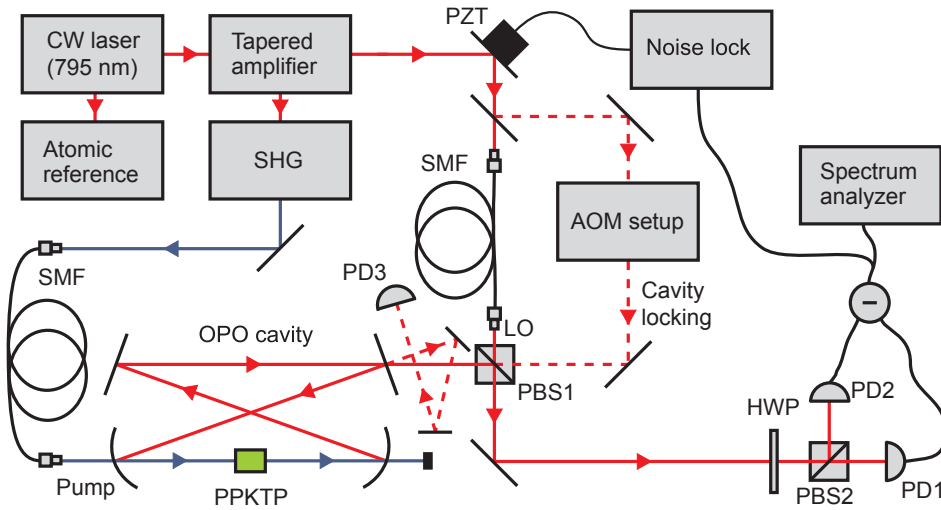 PZT
CW laser
(795 nm)
Tapered
amplifier
Noise lock
Atomic
reference
SHG
SMF
AOM setup
Spectrum
analyzer
SMF
PD3
Cavity
locking
−
OPO cavity
LO
PBS1
HWP
PD2
Pump
PPKTP
PBS2
PD1